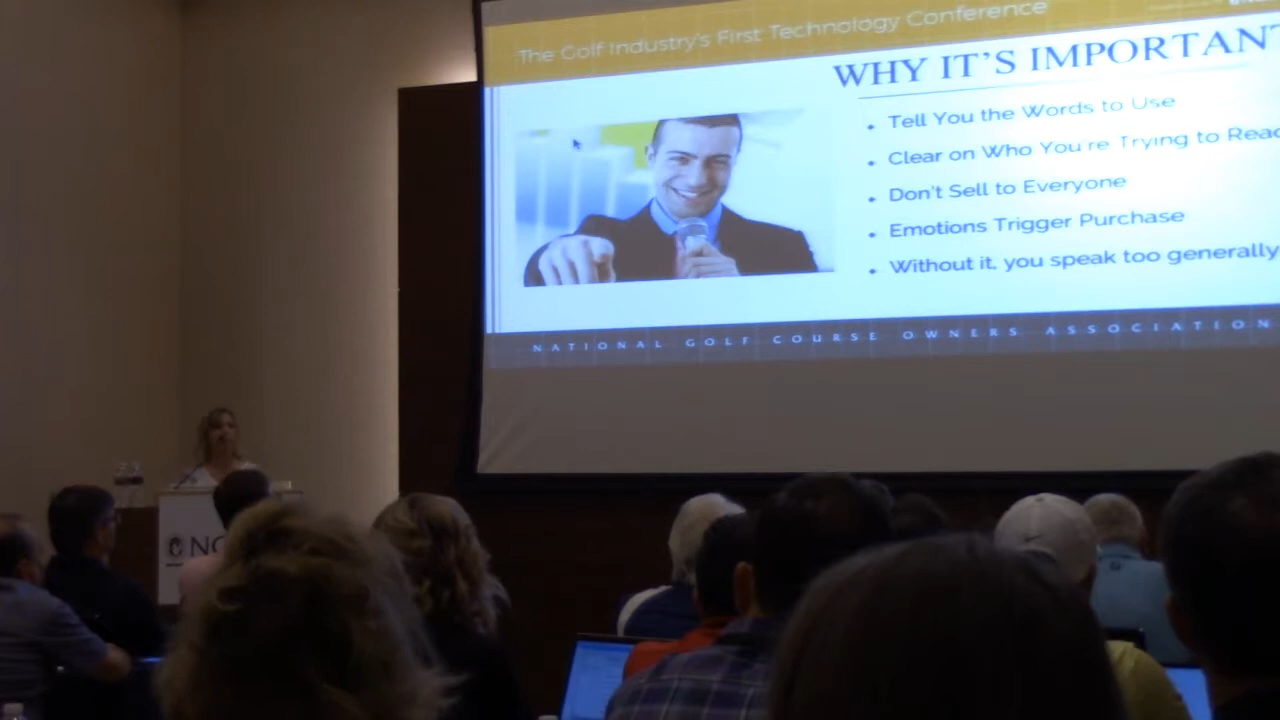 The Golf Industry's First Technology Conference
WHY IT'S IMPORTANT
• Tell You the Words to Use
• Clear on Who You're Trying to Reac
• Don't Sell to Everyone
• Emotions Trigger Purchase
• Without it, you speak too generally
NATIONAL GOLF COURSE OWNERS ASSOCIATION
NG